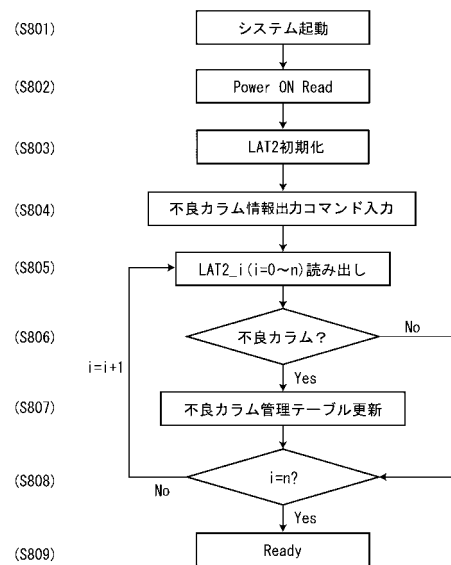 (S801) システム起動
(S802) Power ON Read
(S803) LAT2初期化
(S804) 不良カラム情報出力コマンド入力
(S805) LAT2_i(i=0~n)読み出し
(S806) 不良カラム? No
i=i+1 Yes
(S807) 不良カラム管理テーブル更新
(S808) i=n?
No Yes
(S809) Ready